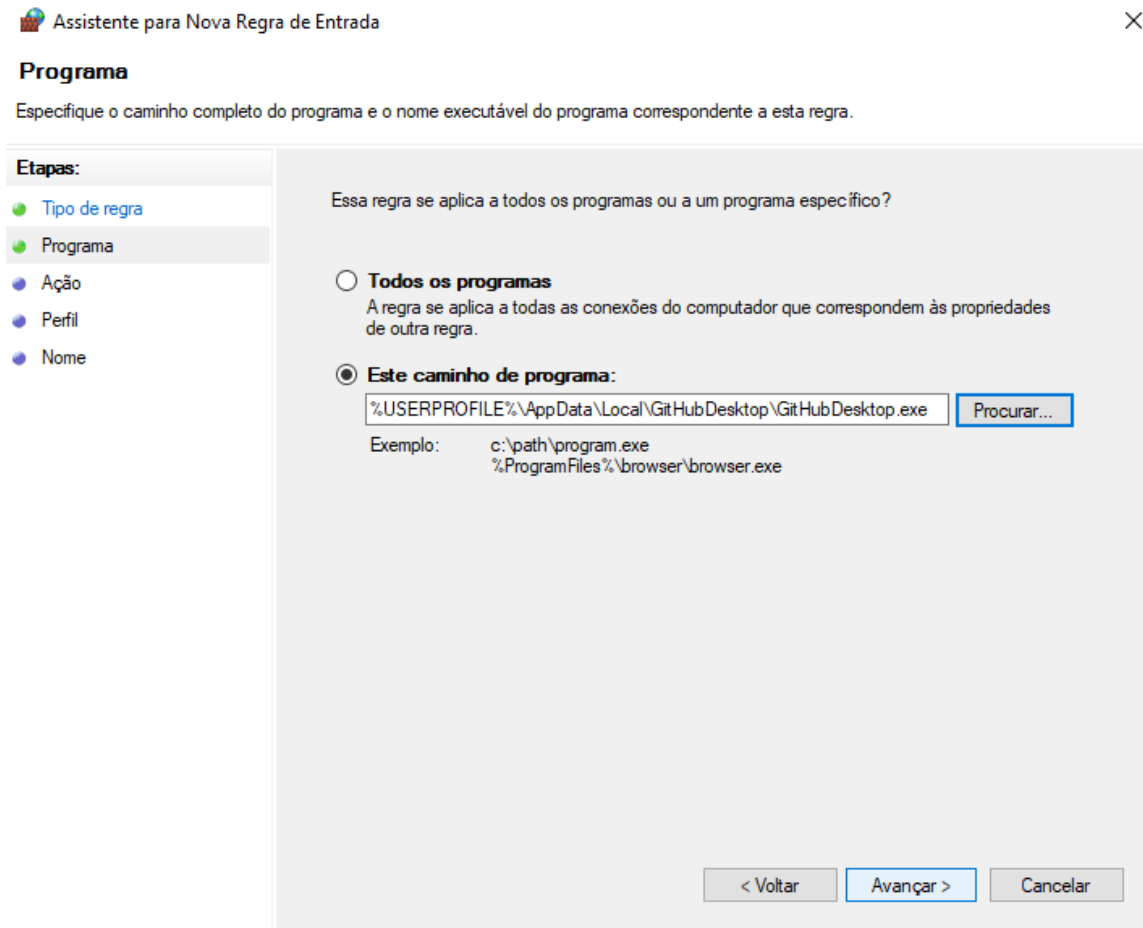 Assistente para Nova Regra de Entrada
Programa
Especifique o caminho completo do programa e o nome executável do programa correspondente a esta regra.
Etapas:
Tipo de regra
Programa
Ação
Perfil
Nome
Essa regra se aplica a todos os programas ou a um programa específico?
Todos os programas
A regra se aplica a todas as conexões do computador que correspondem às propriedades
de outra regra.
Este caminho de programa:
%USERPROFILE%\AppData\Local\GitHubDesktop\GitHubDesktop.exe
Procurar...
Exemplo: c:\path\program.exe
%ProgramFiles%\browser\browser.exe
< Voltar
Avançar >
Cancelar